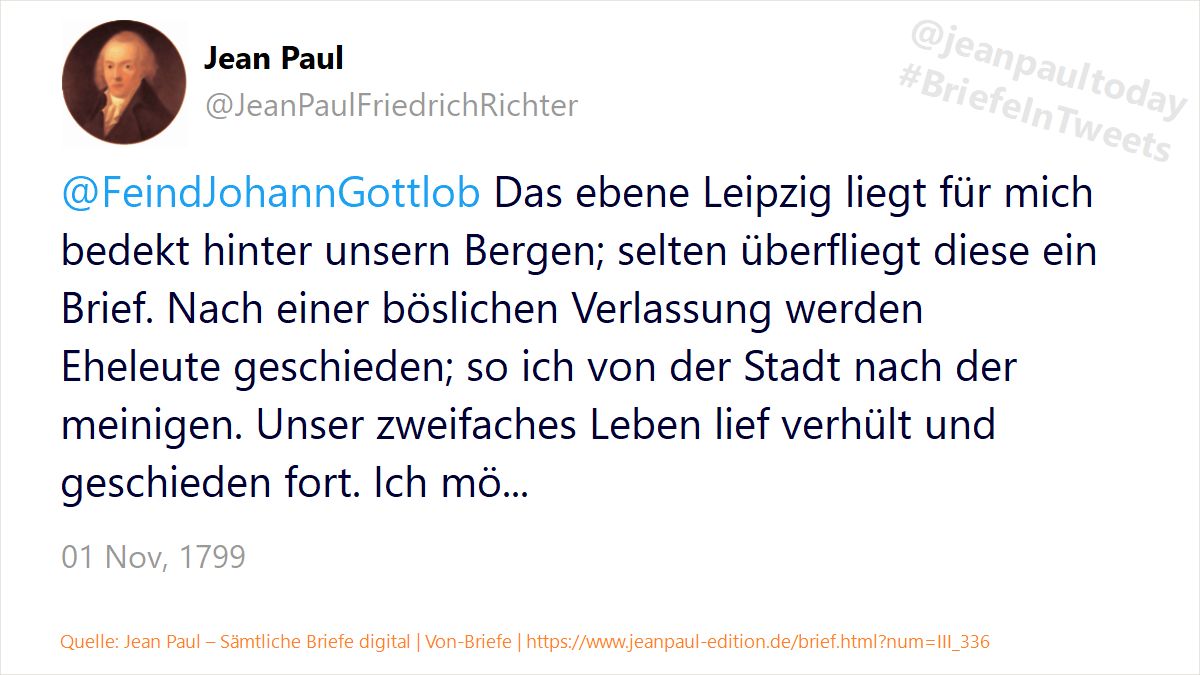 Jean Paul
@JeanPaulFriedrichRichter
@jeanpaultoday
#BriefeInTweets
@FeindJohannGottlob Das ebene Leipzig liegt für mich
bedekt hinter unsern Bergen; selten überfliegt diese ein
Brief. Nach einer böslichen Verlassung werden
Eheleute geschieden; so ich von der Stadt nach der
meinigen. Unser zweifaches Leben lief verhült und
geschieden fort. Ich mö...
01 Nov, 1799
Quelle: Jean Paul – Sämtliche Briefe digital | Von-Briefe | https://www.jeanpaul-edition.de/brief.html?num=III_336